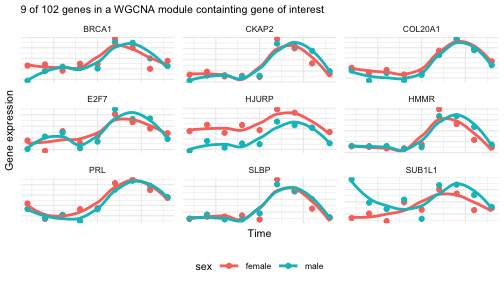 9 of 102 genes in a WGCNA module containting gene of interest
BRCA1
CKAP2
COL20A1
E2F7
HJURP
HMMR
PRL
SLBP
SUB1L1
Gene expression
Time
sex female male